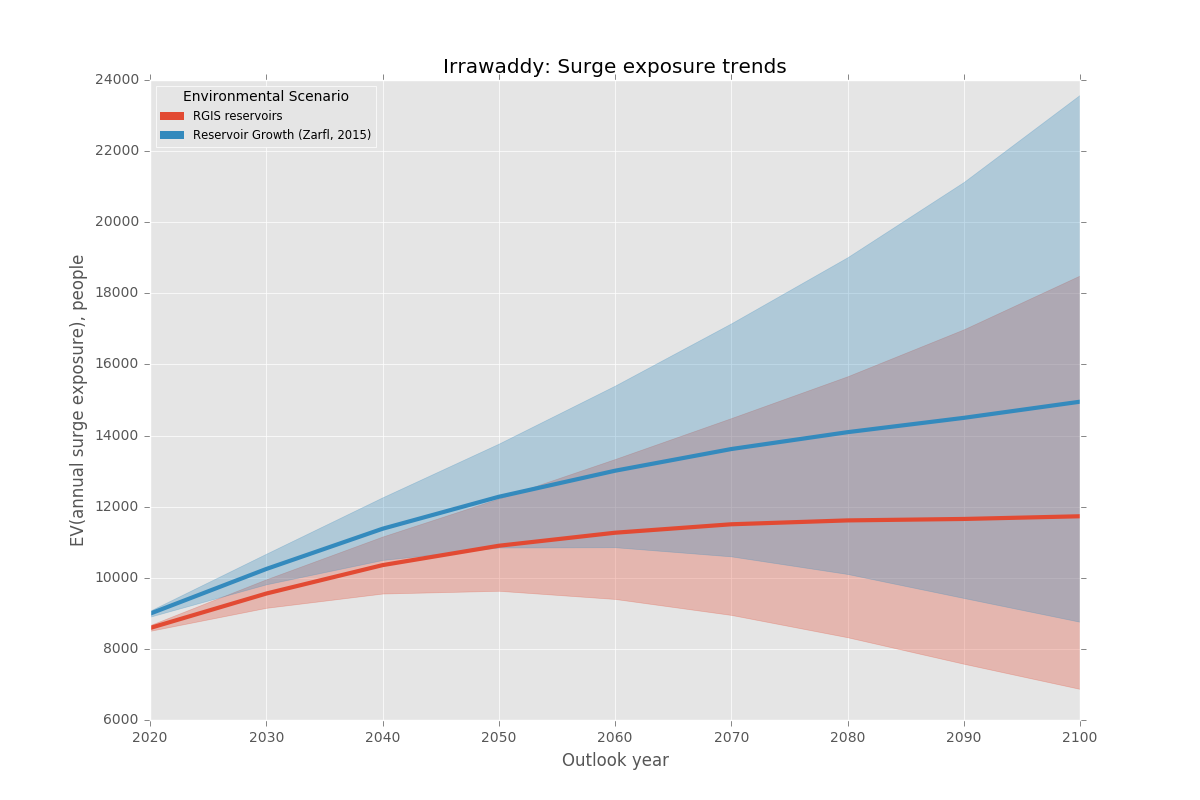 Irrawaddy: Surge exposure trends
Environmental Scenario
RGIS reservoirs
Reservoir Growth (Zarfl, 2015)
EV(annual surge exposure), people
24000
22000
20000
18000
16000
14000
12000
10000
8000
6000
2020 2030 2040 2050 2060 2070 2080 2090 2100
Outlook year